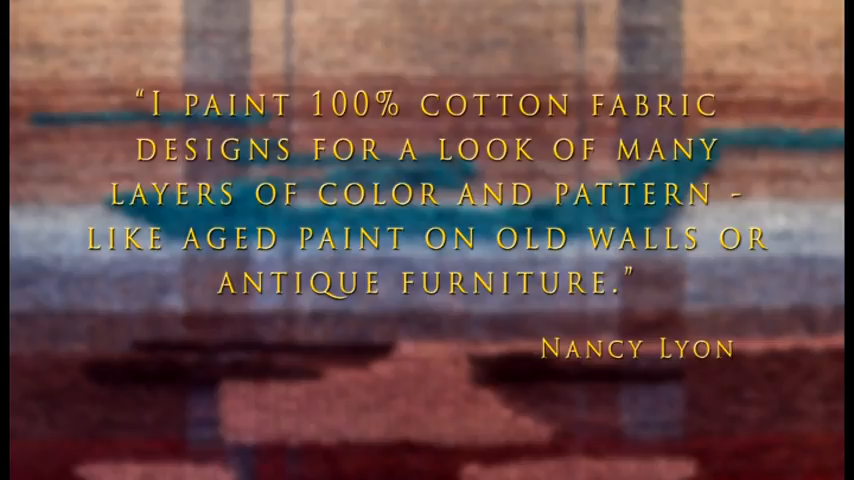 “I PAINT 100% COTTON FABRIC
DESIGNS FOR A LOOK OF MANY
LAYERS OF COLOR AND PATTERN -
LIKE AGED PAINT ON OLD WALLS OR
ANTIQUE FURNITURE.”
NANCY LYON